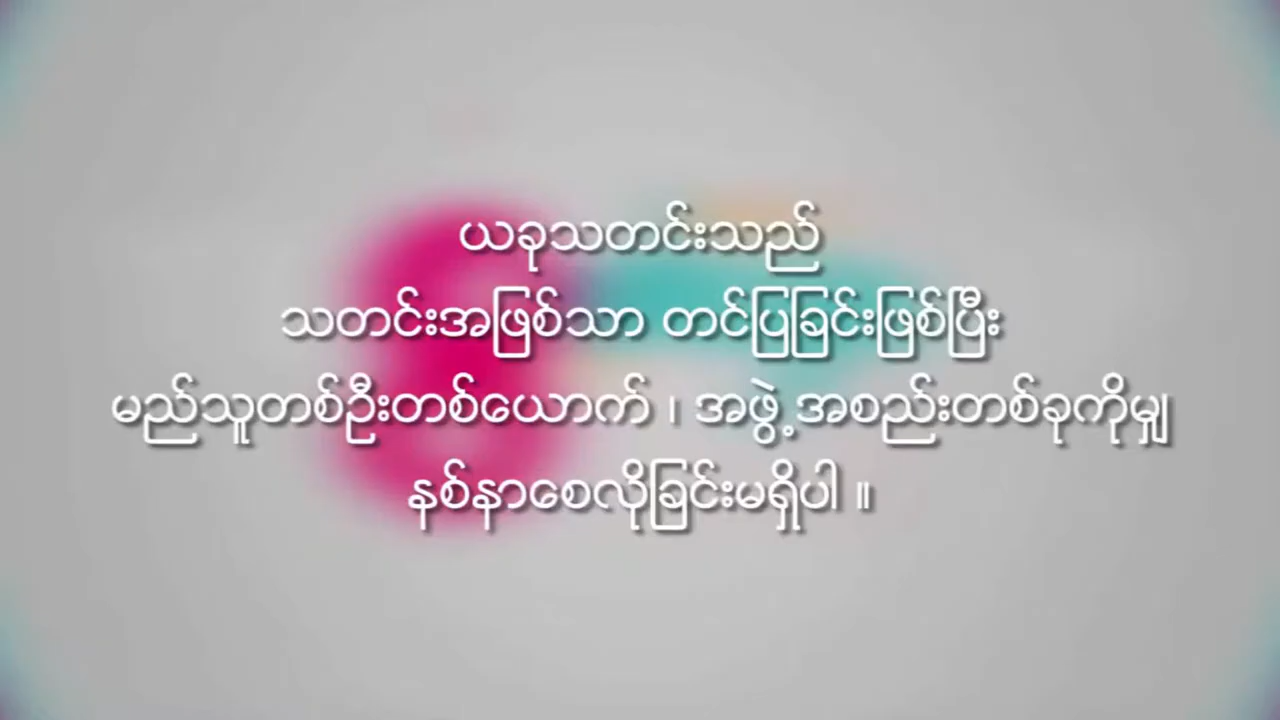 ယခုသတင်းသည်
သတင်းအဖြစ်သာ တင်ပြခြင်းဖြစ်ပြီး
မည်သူတစ်ဦးတစ်ယောက် ၊ အဖွဲ့အစည်းတစ်ခုကိုမျှ
နစ်နာစေလိုခြင်းမရှိပါ ။